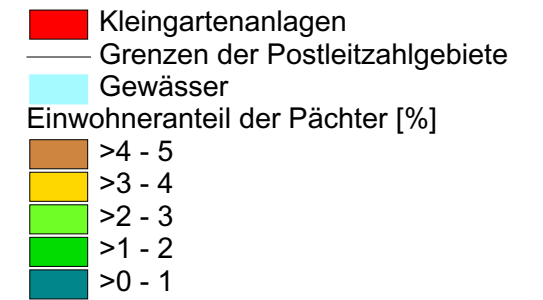 Kleingartenanlagen
Grenzen der Postleitzahlgebiete
Gewässer
Einwohneranteil der Pächter [%]
>4 - 5
>3 - 4
>2 - 3
>1 - 2
>0 - 1